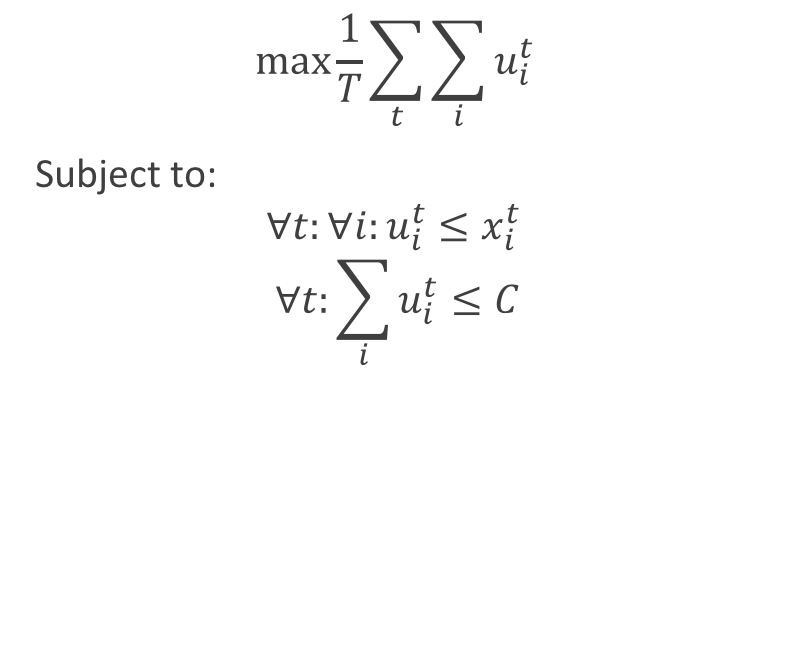 max 1/T ∑_t ∑_i u_i^t
Subject to:
∀t: ∀i: u_i^t ≤ x_i^t
∀t: ∑_i u_i^t ≤ C